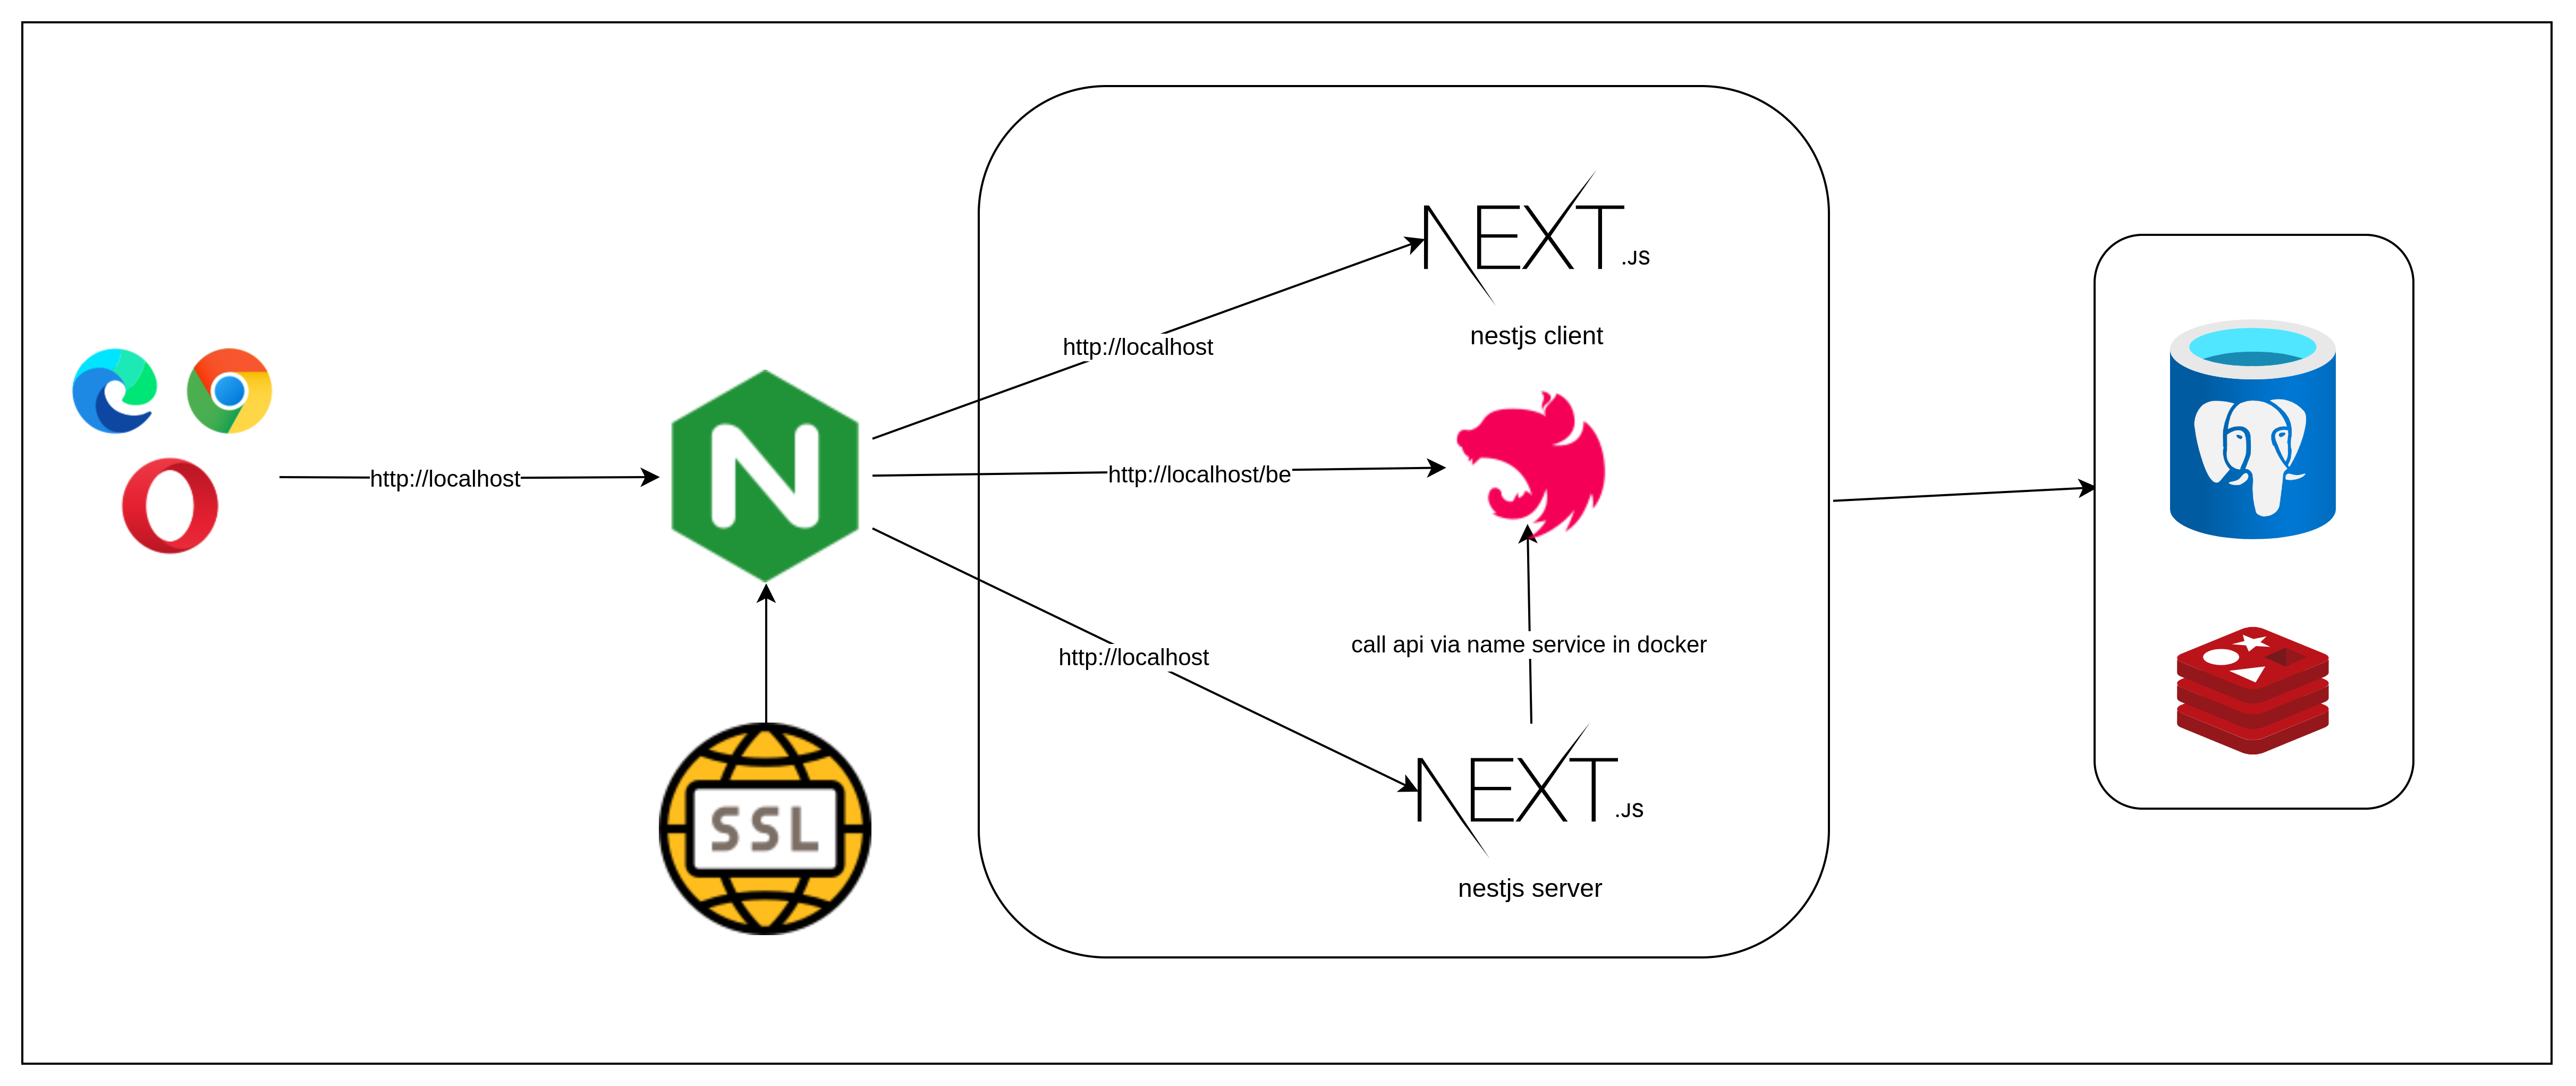 NEXT.JS
nestjs client
http://localhost
http://localhost
http://localhost/be
N
call api via name service in docker
http://localhost
NEXT.JS
SSL
nestjs server